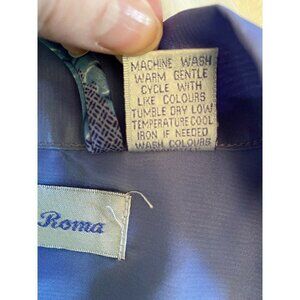 MACHINE WASH
WARM GENTLE
CYCLE WITH
LIKE COLOURS
TUMBLE DRY LOW
TEMPERATURE COOL
IRON IF NEEDED
WASH COLOURS
Roma